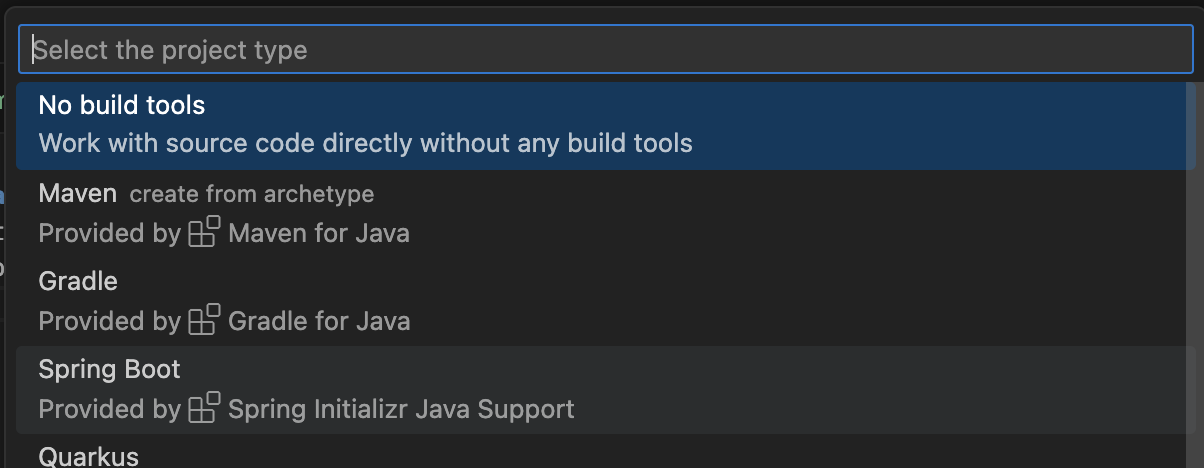 Select the project type
No build tools
Work with source code directly without any build tools
Maven create from archetype
Provided by Maven for Java
Gradle
Provided by Gradle for Java
Spring Boot
Provided by Spring Initializr Java Support
Quarkus